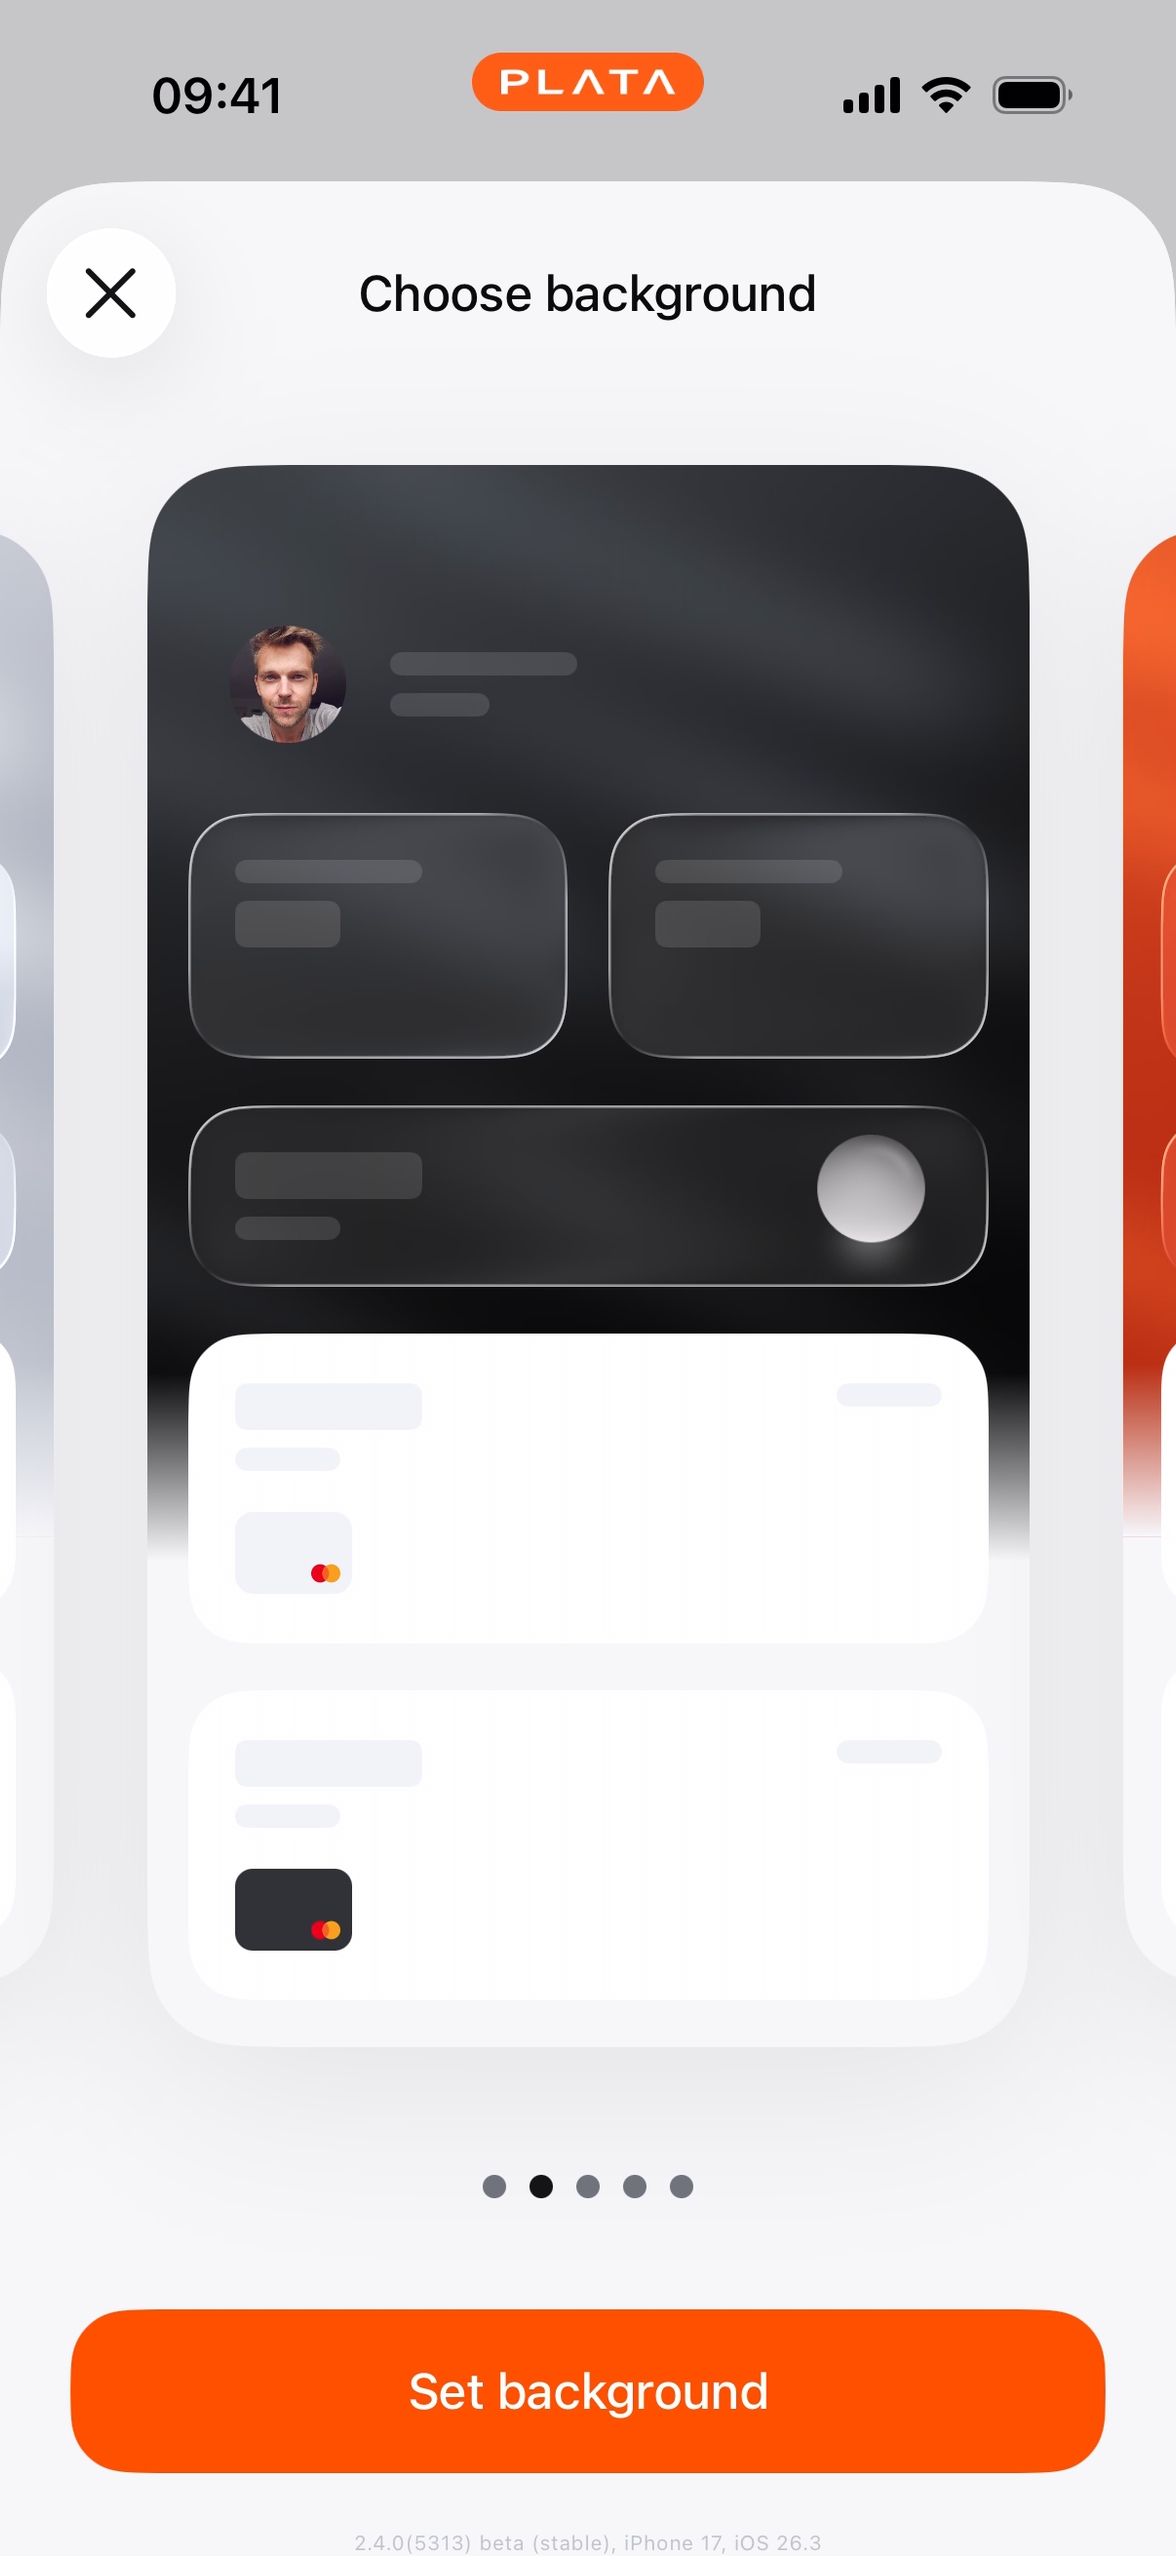 09:41
PLATA
Choose background
Set background
2.4.0(5313) beta (stable), iPhone 17, iOS 26.3